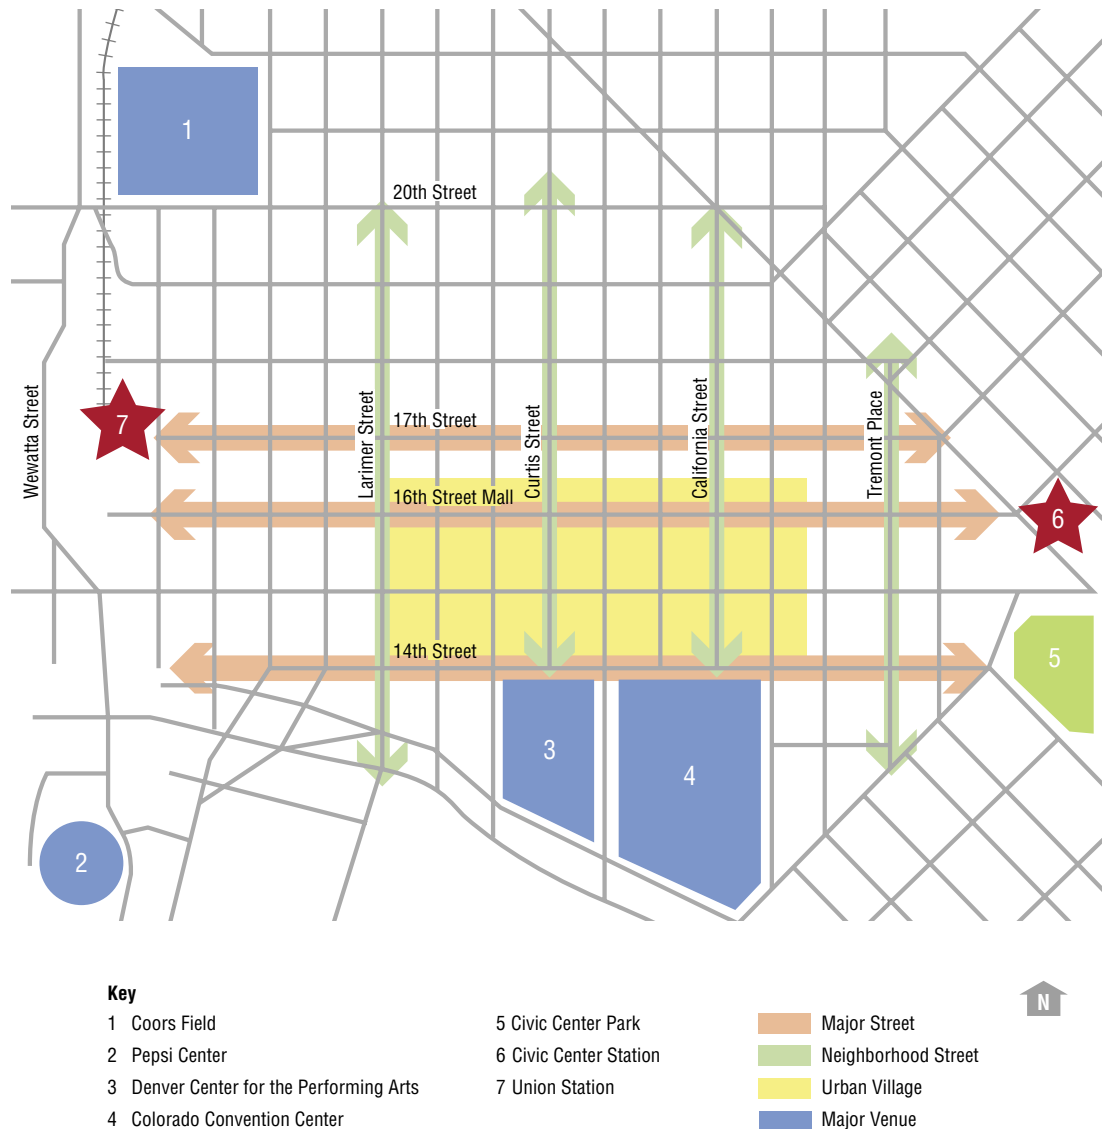 1
20th Street
Wewatta Street
7
Larimer Street
17th Street
Curtis Street
California Street
Tremont Place
16th Street Mall
6
14th Street
5
3
4
2
Key
N
1 Coors Field
2 Pepsi Center
3 Denver Center for the Performing Arts
4 Colorado Convention Center
5 Civic Center Park
6 Civic Center Station
7 Union Station
Major Street
Neighborhood Street
Urban Village
Major Venue